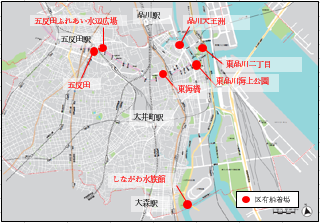 五反田ふれあい水辺広場
品川駅
品川天王洲
五反田駅
東品川二丁目
五反田
東品川海上公園
東海橋
大井町駅
しながわ水族館
大森駅
区有船着場